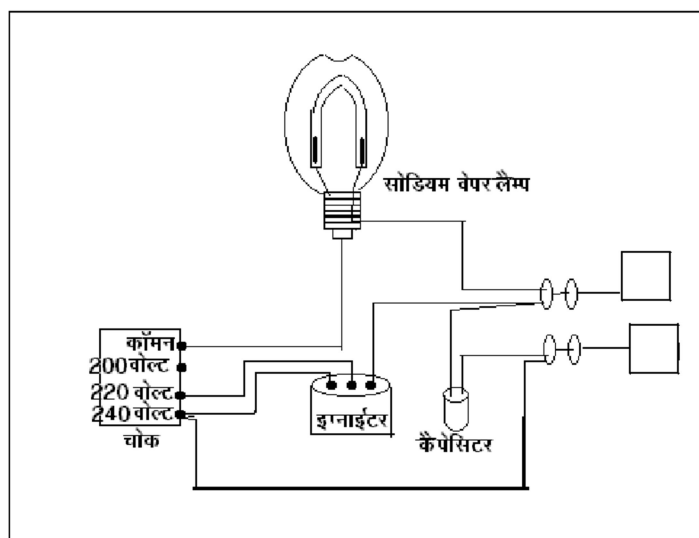 सोडियम वेपर लैम्प
कॉमन
200 वोल्ट
220 वोल्ट
240 वोल्ट
चोक
इग्नाईटर
कैपेसिटर